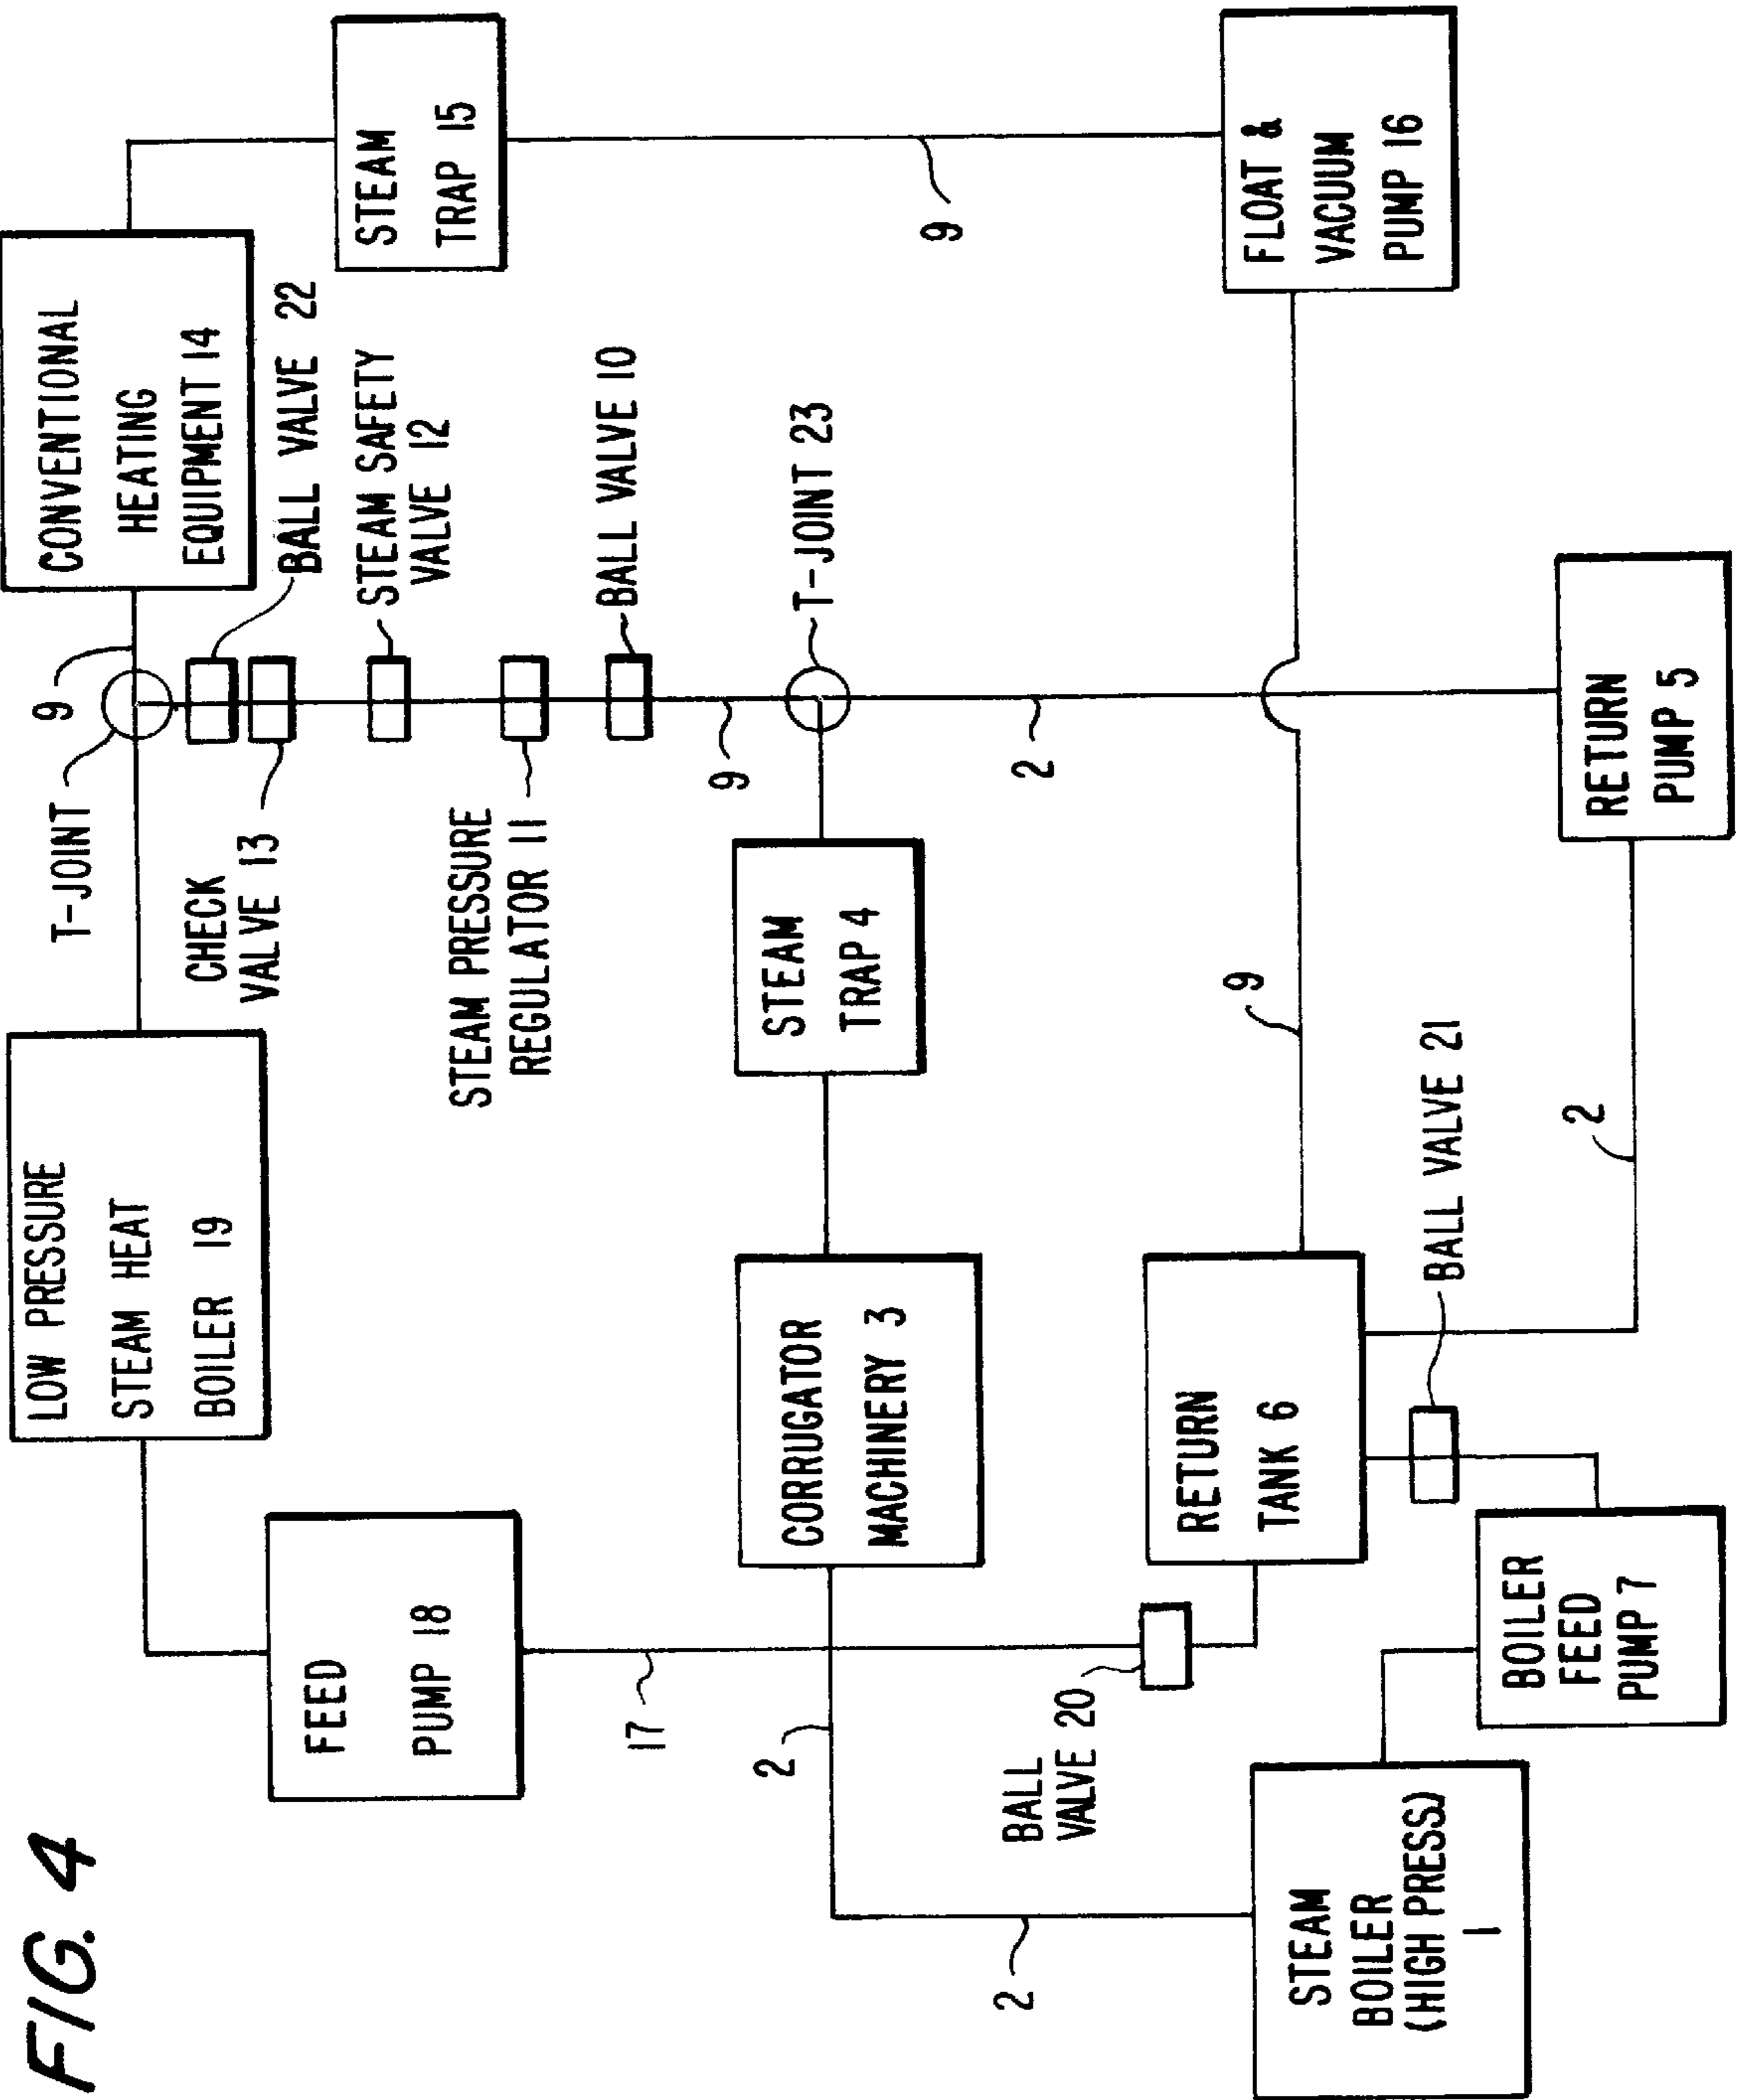 FIG. 4
LOW PRESSURE
STEAM HEAT
BOILER 19
T-JOINT
9
CONVENTIONAL
HEATING
EQUIPMENT 14
BALL VALVE 22
CHECK
VALVE 13
STEAM SAFETY
VALVE 12
STEAM
TRAP 15
FEED
PUMP 18
STEAM PRESSURE
REGULATOR 11
BALL VALVE 10
17
2
CORRUGATOR
MACHINERY 3
STEAM
TRAP 4
9
T-JOINT 23
9
2
2
BALL
VALVE 20
RETURN
TANK 6
9
FLOAT &
VACUUM
PUMP 16
STEAM
BOILER
(HIGH PRESS)
1
BALL VALVE 21
BOILER
FEED
PUMP 7
2
RETURN
PUMP 5